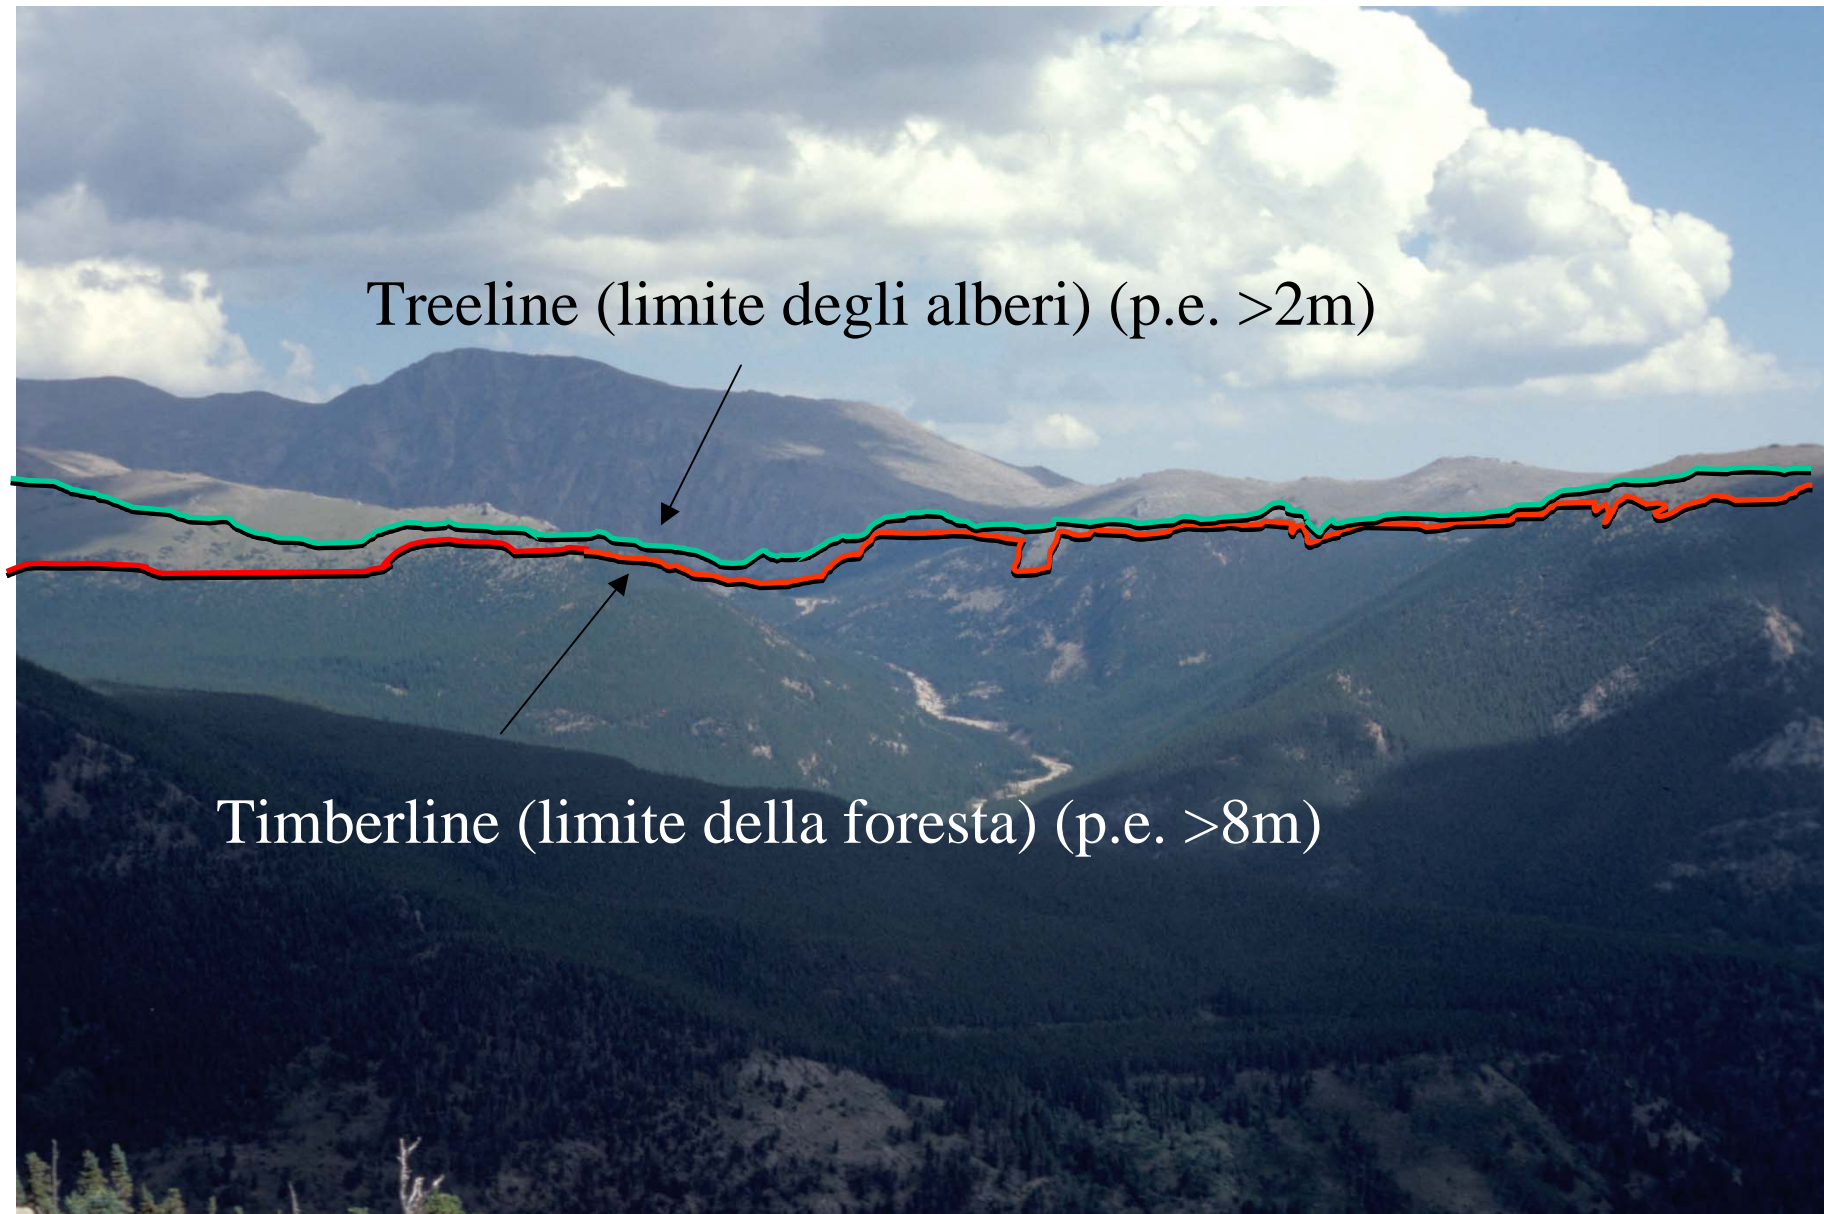 Treeline (limite degli alberi) (p.e. >2m)
Timberline (limite della foresta) (p.e. >8m)